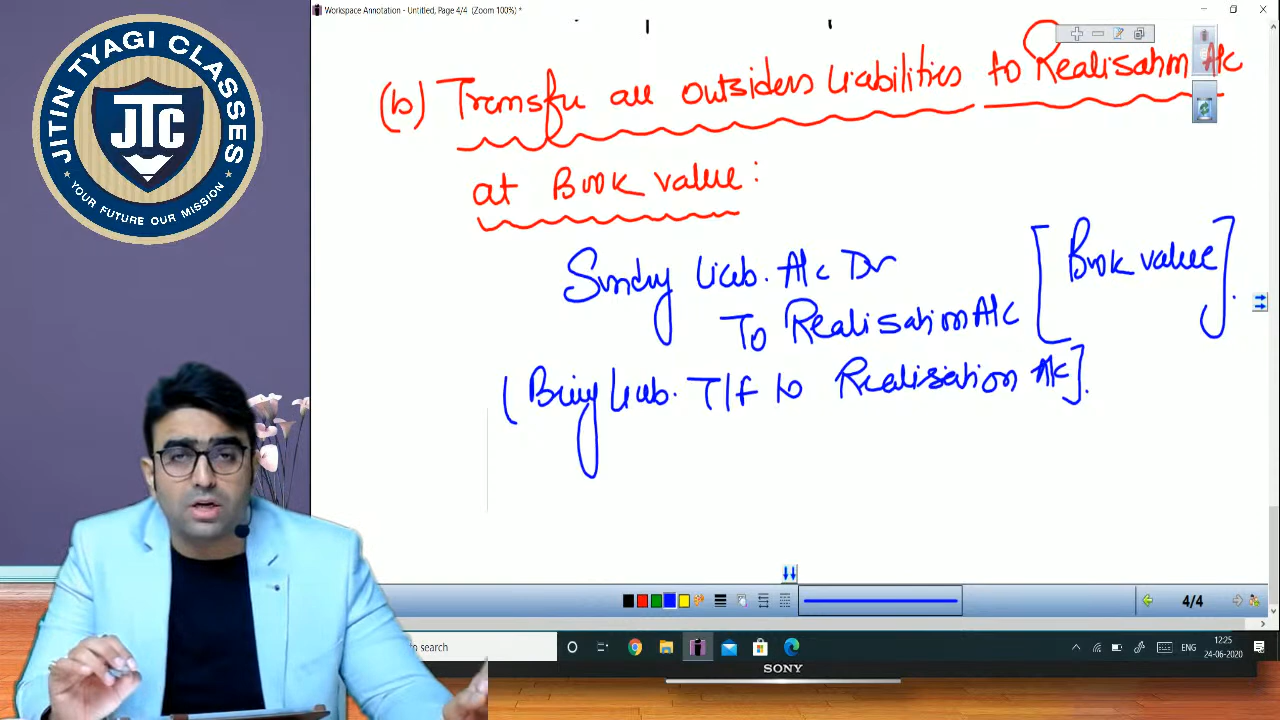 Workspace Annotation - Untitled, Page 4/4 (Zoom 100%) *
JITIN TYAGI CLASSES
JTC
YOUR FUTURE OUR MISSION
(b) Transfer all outsiders liabilities to Realisation A/c
at Book value :
Sundry Liab. A/c Dr
To Realisation A/c
[Book value].
(Being Liab. T/f to Realisation A/c].
4/4
to search
ENG
12:25
24-06-2020
SONY